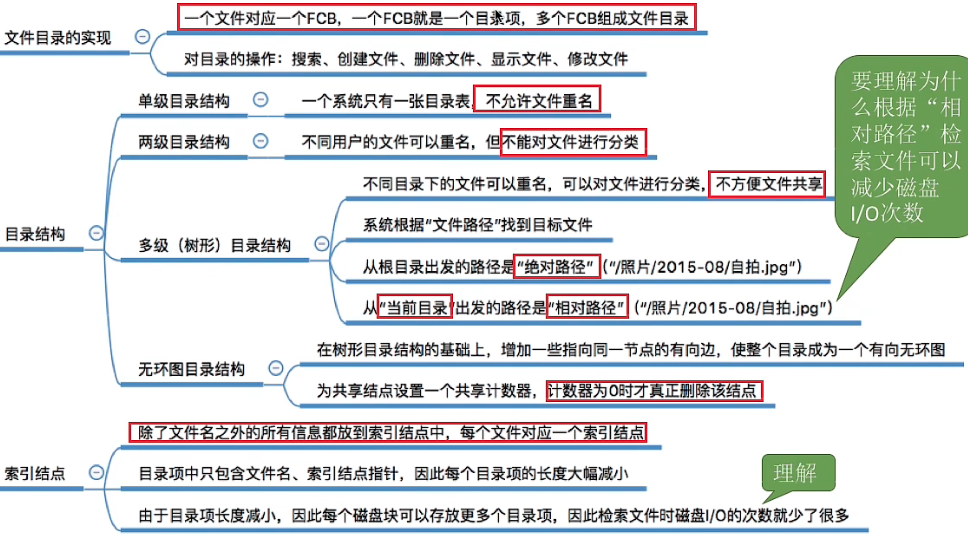 文件目录的实现
一个文件对应一个FCB，一个FCB就是一个目录项，多个FCB组成文件目录
对目录的操作：搜索、创建文件、删除文件、显示文件、修改文件
目录结构
单级目录结构
一个系统只有一张目录表，不允许文件重名
两级目录结构
不同用户的文件可以重名，但不能对文件进行分类
多级（树形）目录结构
不同目录下的文件可以重名，可以对文件进行分类，不方便文件共享
系统根据“文件路径”找到目标文件
从根目录出发的路径是“绝对路径”（“/照片/2015-08/自拍.jpg”）
从“当前目录”出发的路径是“相对路径”（“/照片/2015-08/自拍.jpg”）
要理解为什
么根据“相
对路径”检
索文件可以
减少磁盘
I/O次数
无环图目录结构
在树形目录结构的基础上，增加一些指向同一节点的有向边，使整个目录成为一个有向无环图
为共享结点设置一个共享计数器，计数器为0时才真正删除该结点
索引结点
除了文件名之外的所有信息都放到索引结点中，每个文件对应一个索引结点
目录项中只包含文件名、索引结点指针，因此每个目录项的长度大幅减小
理解
由于目录项长度减小，因此每个磁盘块可以存放更多个目录项，因此检索文件时磁盘I/O的次数就少了很多